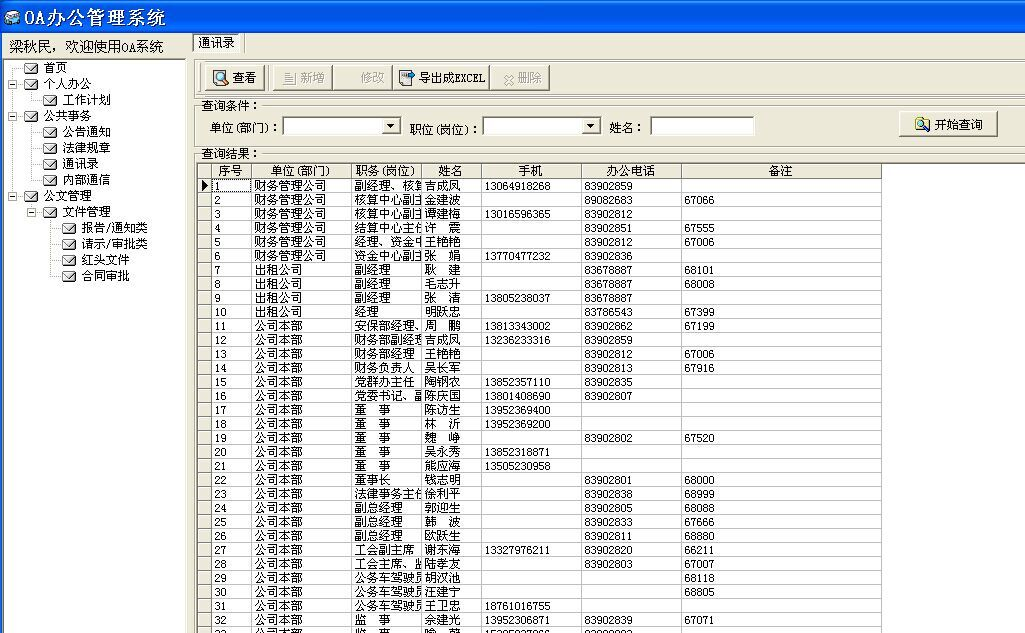 OA办公管理系统
梁秋民，欢迎使用OA系统
通讯录
首页
个人办公
工作计划
公共事务
公告通知
法律规章
通讯录
内部通信
公文管理
文件管理
报告/通知类
请示/审批类
红头文件
合同审批
查看 新增 修改 导出成EXCEL 删除
查询条件：
单位(部门)： 职位(岗位)： 姓名： 开始查询
查询结果：
序号 单位(部门) 职务(岗位) 姓名 手机 办公电话 备注
1 财务管理公司 副经理、核算 吉成凤 13064918268 83902859
2 财务管理公司 核算中心副主 金建波 89082683 67066
3 财务管理公司 核算中心副主 谭建梅 13016596365 83902812
4 财务管理公司 结算中心主任 许 震 83902851 67555
5 财务管理公司 经理、资金中 王艳艳 83902812 67006
6 财务管理公司 资金中心副主 张 娟 13770477232 83902836
7 出租公司 副经理 耿 建 83678887 68101
8 出租公司 副经理 毛志升 83678887 68008
9 出租公司 副经理 张 清 13805238037 83678887
10 出租公司 经理 明跃忠 83786543 67399
11 公司本部 安保部经理、 周 鹏 13813343002 83902862 67199
12 公司本部 财务部副经理 吉成凤 13236233316 83902859
13 公司本部 财务部经理 王艳艳 83902812 67006
14 公司本部 财务负责人 吴长军 83902813 67916
15 公司本部 党群办主任 陶钢农 13852357110 83902835
16 公司本部 党委书记、副 陈庆国 13801408690 83902807
17 公司本部 董 事 陈访生 13952369400
18 公司本部 董 事 林 沂 13952369200
19 公司本部 董 事 魏 峥 83902802 67520
20 公司本部 董 事 吴永秀 13852318871
21 公司本部 董 事 熊应海 13505230958
22 公司本部 董事长 钱志明 83902801 68000
23 公司本部 法律事务主任 徐利平 83902838 68999
24 公司本部 副总经理 郭迎生 83902805 68088
25 公司本部 副总经理 韩 波 83902833 67666
26 公司本部 副总经理 欧跃生 83902811 68880
27 公司本部 工会副主席 谢东海 13327976211 83902820 66211
28 公司本部 工会主席、监 陆孝友 83902803 67007
29 公司本部 公务车驾驶员 胡汉池 68118
30 公司本部 公务车驾驶员 汪建宁 68805
31 公司本部 公务车驾驶员 王卫忠 18761016755
32 公司本部 监 事 佘建光 13952306871 83902839 67071